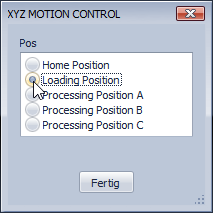 XYZ MOTION CONTROL
Pos
Home Position
Loading Position
Processing Position A
Processing Position B
Processing Position C
Fertig